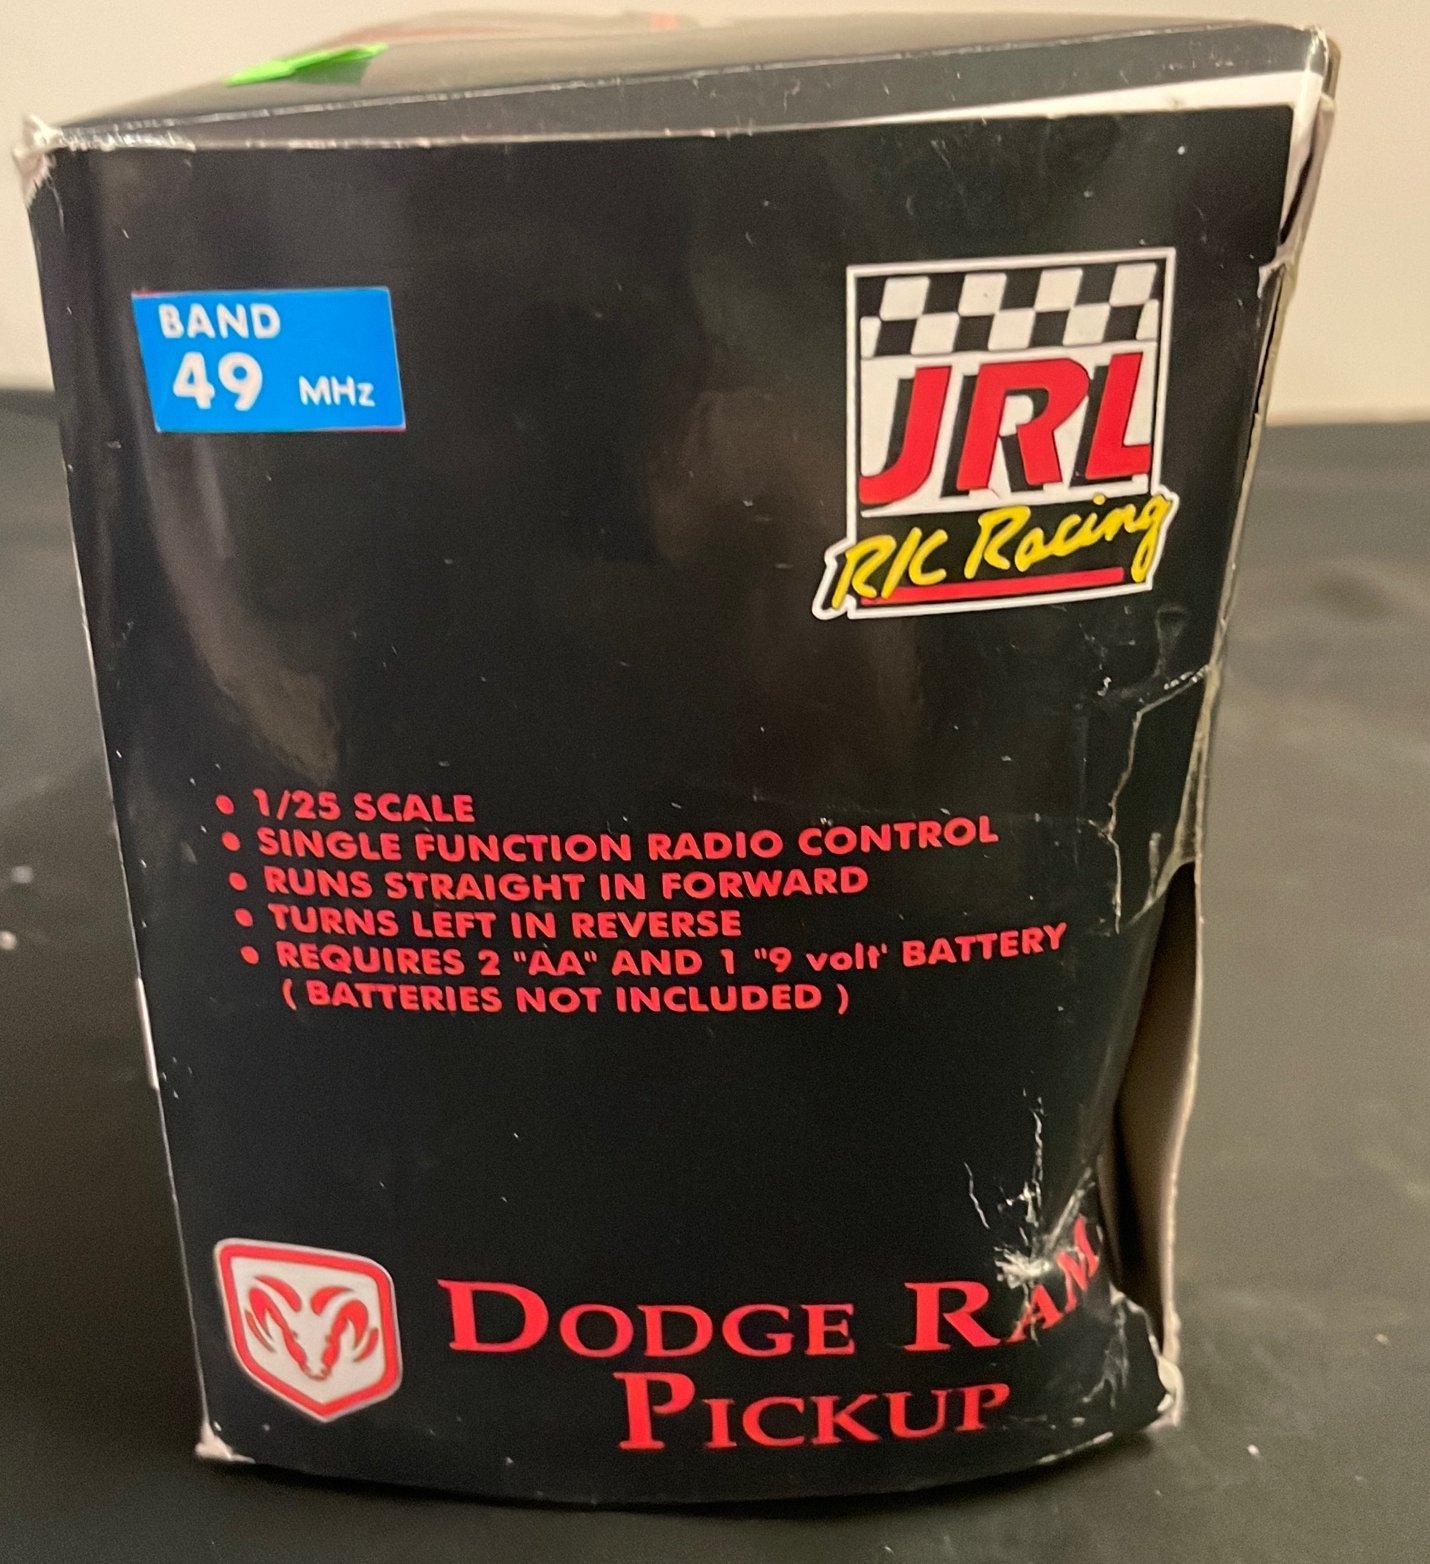 BAND
49 MHz
JRL
R/C Racing
• 1/25 SCALE
• SINGLE FUNCTION RADIO CONTROL
• RUNS STRAIGHT IN FORWARD
• TURNS LEFT IN REVERSE
• REQUIRES 2 "AA" AND 1 "9 volt' BATTERY
( BATTERIES NOT INCLUDED )
DODGE RAM
PICKUP